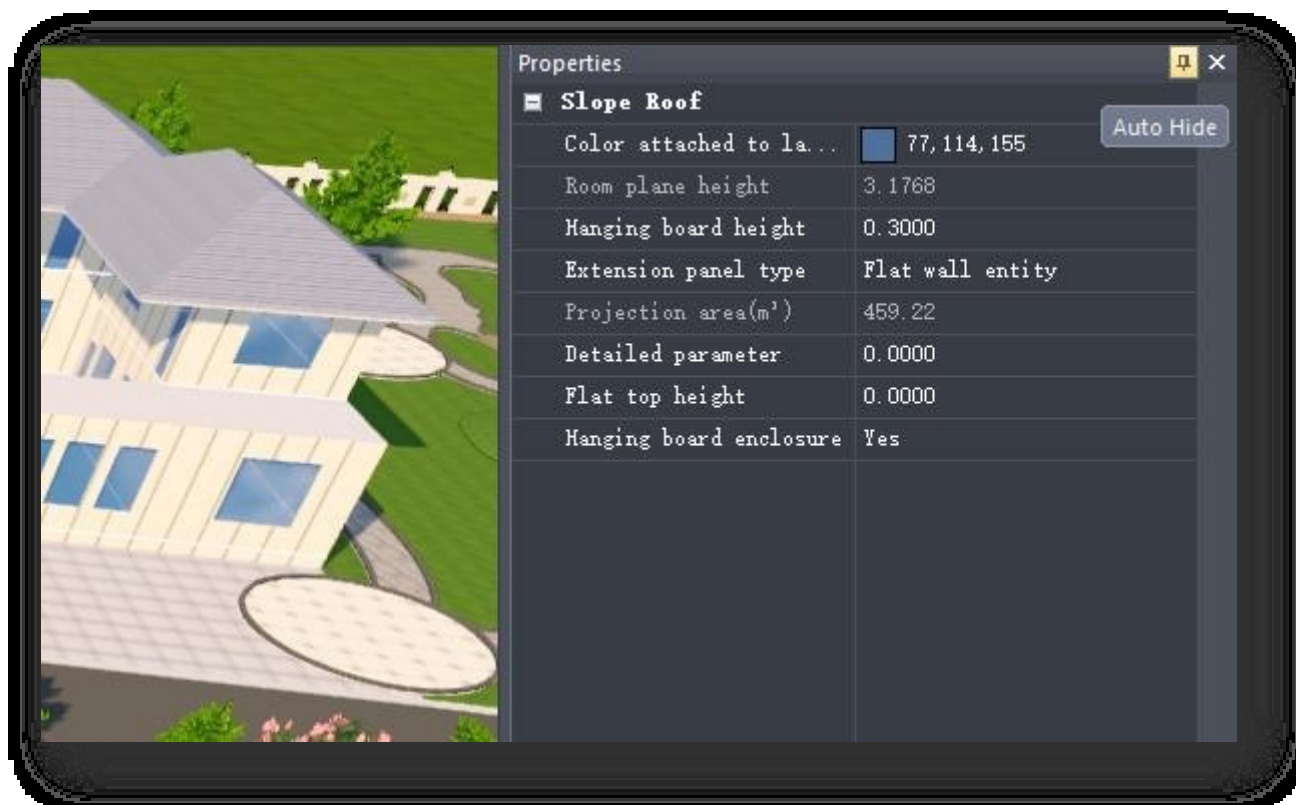 Properties
Slope Roof
Auto Hide
Color attached to la... 77,114,155
Room plane height 3.1768
Hanging board height 0.3000
Extension panel type Flat wall entity
Projection area(m²) 459.22
Detailed parameter 0.0000
Flat top height 0.0000
Hanging board enclosure Yes